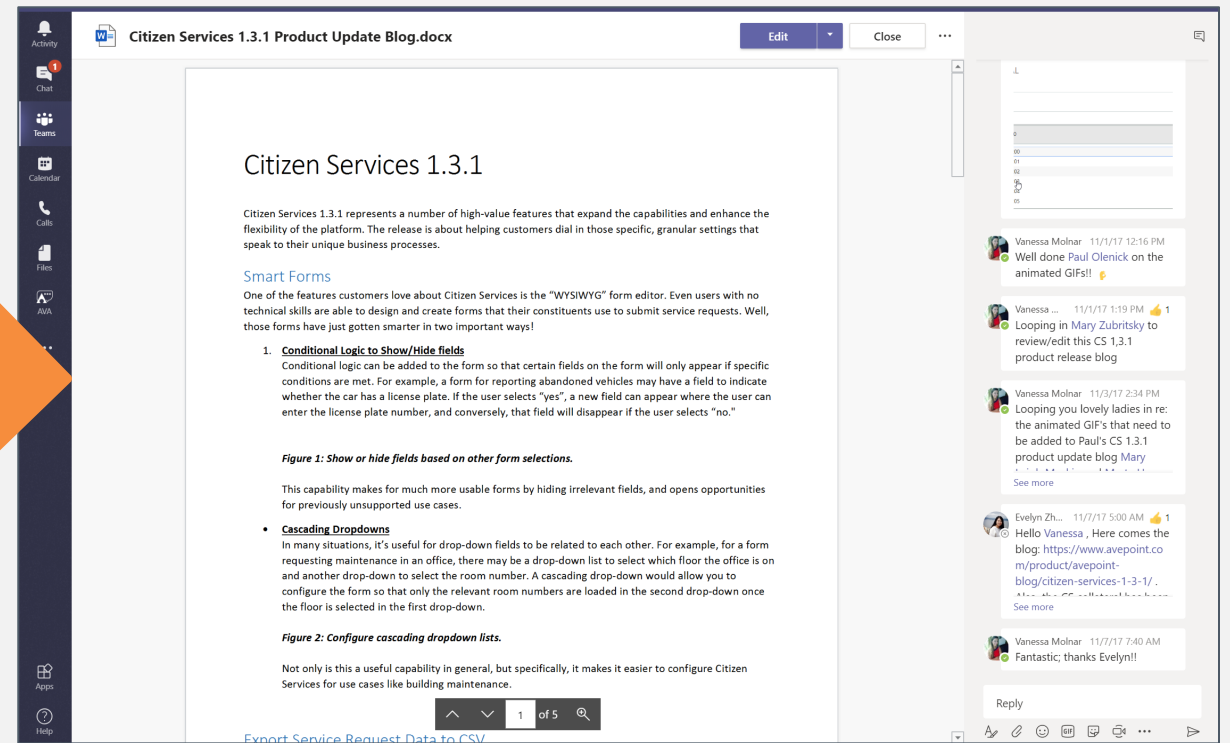 Activity
Chat
1
Teams
Calendar
Calls
Files
AVA
Apps
Help
Citizen Services 1.3.1 Product Update Blog.docx
Edit
Close
Citizen Services 1.3.1
Citizen Services 1.3.1 represents a number of high-value features that expand the capabilities and enhance the
flexibility of the platform. The release is about helping customers dial in those specific, granular settings that
speak to their unique business processes.
Smart Forms
One of the features customers love about Citizen Services is the “WYSIWYG” form editor. Even users with no
technical skills are able to design and create forms that their constituents use to submit service requests. Well,
those forms have just gotten smarter in two important ways!
1. Conditional Logic to Show/Hide fields
Conditional logic can be added to the form so that certain fields on the form will only appear if specific
conditions are met. For example, a form for reporting abandoned vehicles may have a field to indicate
whether the car has a license plate. If the user selects “yes”, a new field can appear where the user can
enter the license plate number, and conversely, that field will disappear if the user selects “no."
Figure 1: Show or hide fields based on other form selections.
This capability makes for much more usable forms by hiding irrelevant fields, and opens opportunities
for previously unsupported use cases.
• Cascading Dropdowns
In many situations, it’s useful for drop-down fields to be related to each other. For example, for a form
requesting maintenance in an office, there may be a drop-down list to select which floor the office is on
and another drop-down to select the room number. A cascading drop-down would allow you to
configure the form so that only the relevant room numbers are loaded in the second drop-down once
the floor is selected in the first drop-down.
Figure 2: Configure cascading dropdown lists.
Not only is this a useful capability in general, but specifically, it makes it easier to configure Citizen
Services for use cases like building maintenance.
Export Service Request Data to CSV
1 of 5
00
01
02
05
Vanessa Molnar 11/1/17 12:16 PM
Well done Paul Olenick on the
animated GIFs!!
Vanessa ... 11/1/17 1:19 PM 1
Looping in Mary Zubritsky to
review/edit this CS 1,3.1
product release blog
Vanessa Molnar 11/3/17 2:34 PM
Looping you lovely ladies in re:
the animated GIF's that need to
be added to Paul's CS 1.3.1
product update blog Mary
See more
Evelyn Zh... 11/7/17 5:00 AM 1
Hello Vanessa , Here comes the
blog: https://www.avepoint.co
m/product/avepoint-
blog/citizen-services-1-3-1/ .
See more
Vanessa Molnar 11/7/17 7:40 AM
Fantastic; thanks Evelyn!!
Reply
GIF